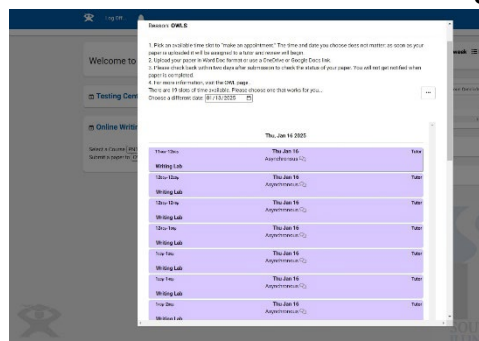 Log Off
Reason: OWLS
1. Pick an available time slot to "make an appointment." The time and date you choose does not matter; as soon as your
paper is uploaded it will be assigned to a tutor and review will begin.
2. Upload your paper in Word Doc format or use a OneDrive or Google Docs link.
3. Please check back within two days after submission to check the status of your paper. You will not get notified when
paper is completed.
4. For more information, visit the OWL page.
There are 19 slots of time available. Please choose one that works for you...
Choose a different date
Welcome to
week
Testing Cent
Online Writin
Select a Course
Submit a paper to
Thu, Jan 16 2025
Thu Jan 16 Tutor
Asynchronous
Writing Lab
Thu Jan 16 Tutor
Asynchronous
Writing Lab
Thu Jan 16 Tutor
Asynchronous
Writing Lab
Thu Jan 16 Tutor
Asynchronous
Writing Lab
Thu Jan 16 Tutor
Asynchronous
Writing Lab
Thu Jan 16 Tutor
Asynchronous
Writing Lab
Thu Jan 16 Tutor
Asynchronous
Writing Lab